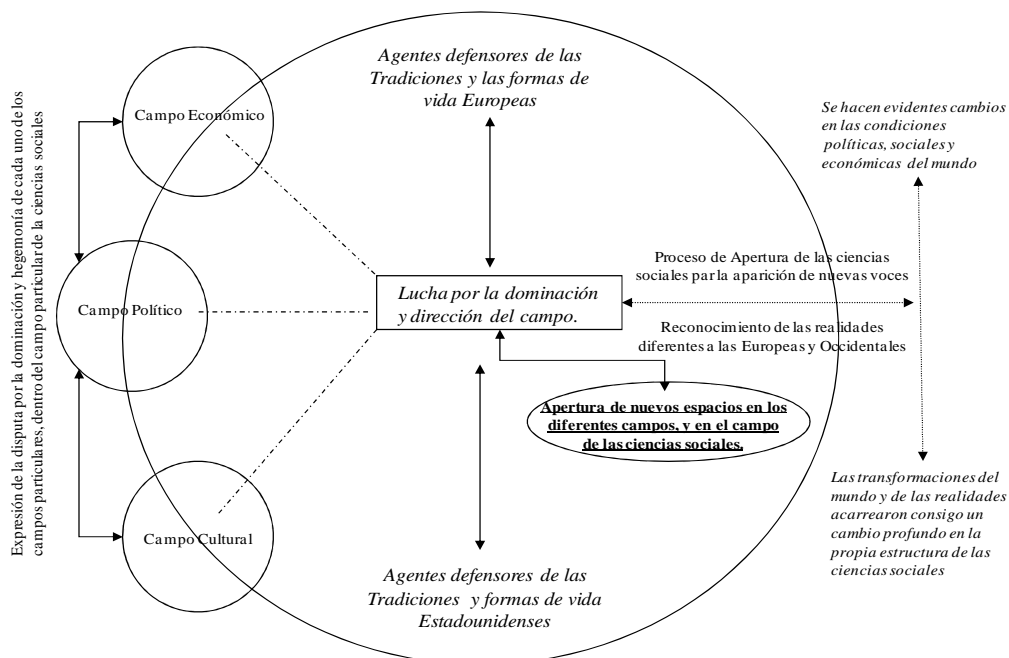 Expresión de la disputa por la dominación y hegemonía de cada uno de los
campos particulares, dentro del campo particular de la ciencias sociales
Campo Económico
Campo Político
Campo Cultural
Agentes defensores de las
Tradiciones y las formas de
vida Europeas
Lucha por la dominación
y dirección del campo.
Apertura de nuevos espacios en los
diferentes campos, y en el campo
de las ciencias sociales.
Agentes defensores de las
Tradiciones y formas de vida
Estadounidenses
Proceso de Apertura de las ciencias
sociales par la aparición de nuevas voces
Reconocimiento de las realidades
diferentes a las Europeas y Occidentales
Se hacen evidentes cambios
en las condiciones
políticas, sociales y
económicas del mundo
Las transformaciones del
mundo y de las realidades
acarrearon consigo un
cambio profundo en la
propia estructura de las
ciencias sociales